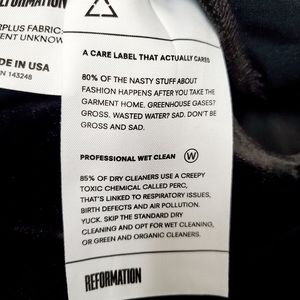 REFORMATION
RPLUS FABRIC:
ENT UNKNOW
DE IN USA
N 143248
A CARE LABEL THAT ACTUALLY CARES
80% OF THE NASTY STUFF ABOUT
FASHION HAPPENS AFTER YOU TAKE THE
GARMENT HOME. GREENHOUSE GASES?
GROSS. WASTED WATER? SAD. DON'T BE
GROSS AND SAD.
PROFESSIONAL WET CLEAN W
85% OF DRY CLEANERS USE A CREEPY
TOXIC CHEMICAL CALLED PERC,
THAT'S LINKED TO RESPIRATORY ISSUES,
BIRTH DEFECTS AND AIR POLLUTION.
YUCK. SKIP THE STANDARD DRY
CLEANING AND OPT FOR WET CLEANING,
OR GREEN AND ORGANIC CLEANERS.
REFORMATION